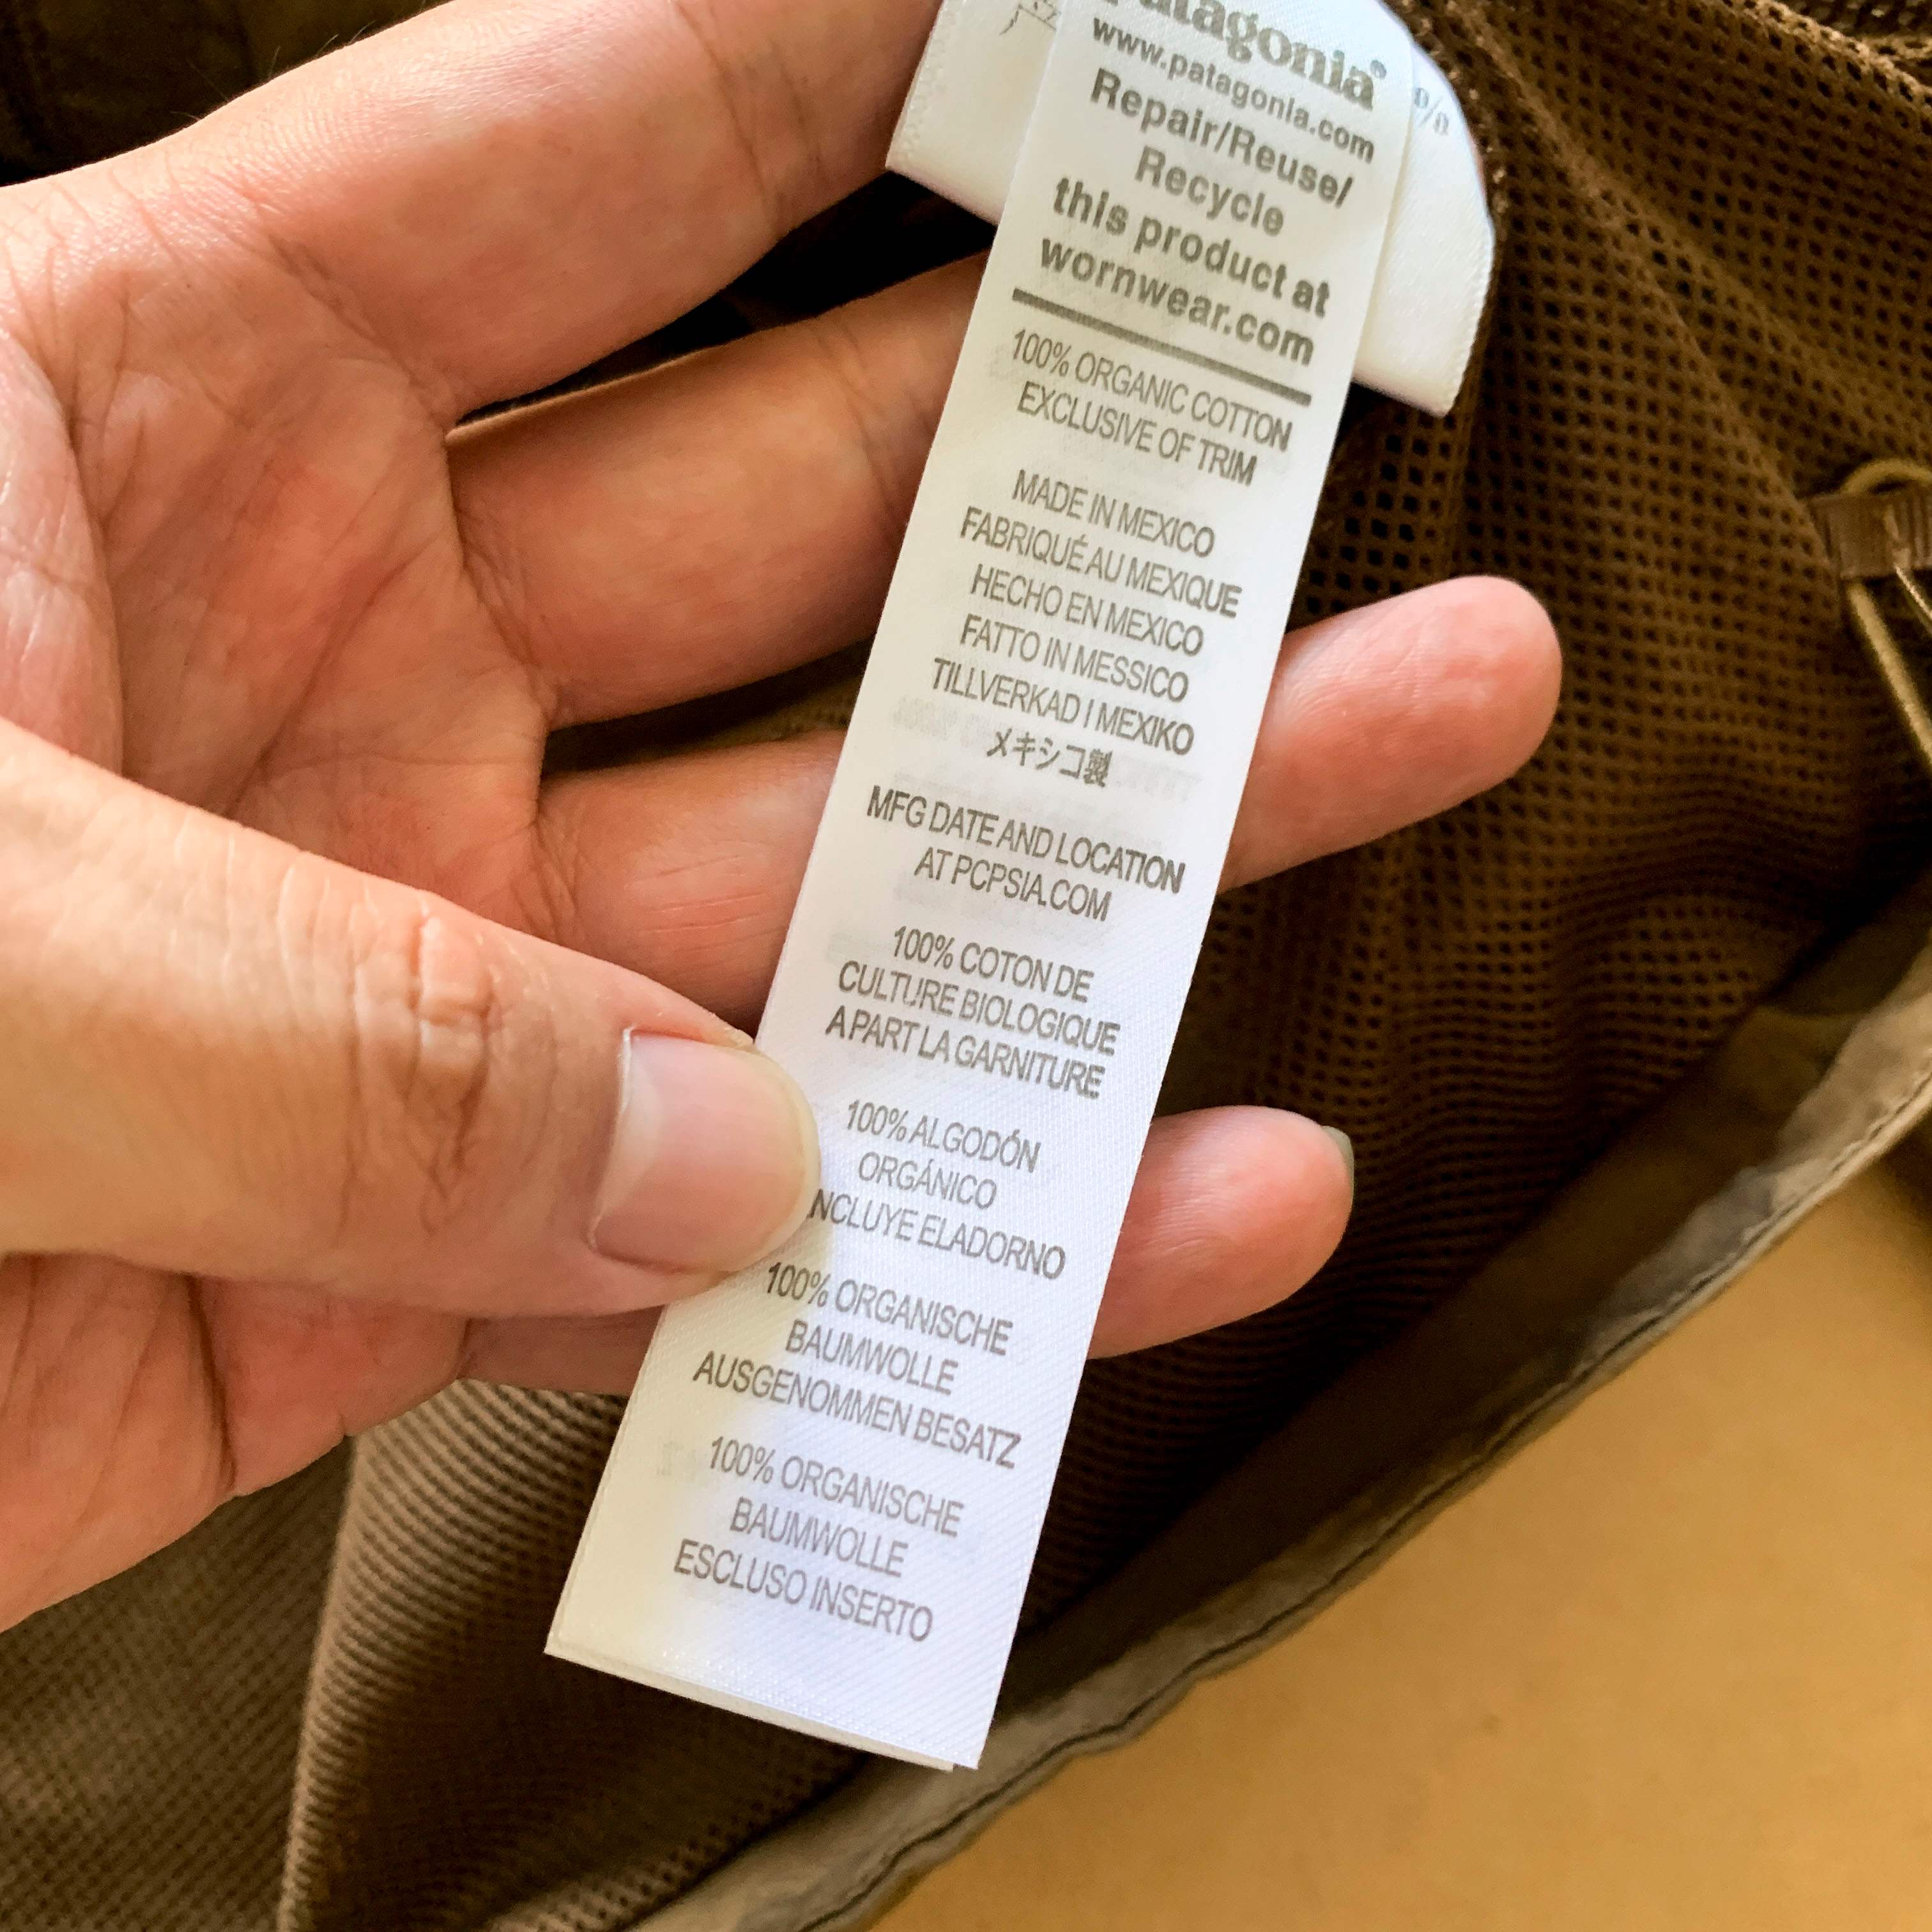 patagonia®
www.patagonia.com
Repair/Reuse/
Recycle
this product at
wornwear.com
100% ORGANIC COTTON
EXCLUSIVE OF TRIM
MADE IN MEXICO
FABRIQUÉ AU MEXIQUE
HECHO EN MEXICO
FATTO IN MESSICO
TILLVERKAD I MEXIKO
メキシコ製
MFG DATE AND LOCATION
AT PCPSIA.COM
100% COTON DE
CULTURE BIOLOGIQUE
A PART LA GARNITURE
100% ALGODÓN
ORGÁNICO
NCLUYE EL ADORNO
100% ORGANISCHE
BAUMWOLLE
AUSGENOMMEN BESATZ
100% ORGANISCHE
BAUMWOLLE
ESCLUSO INSERTO